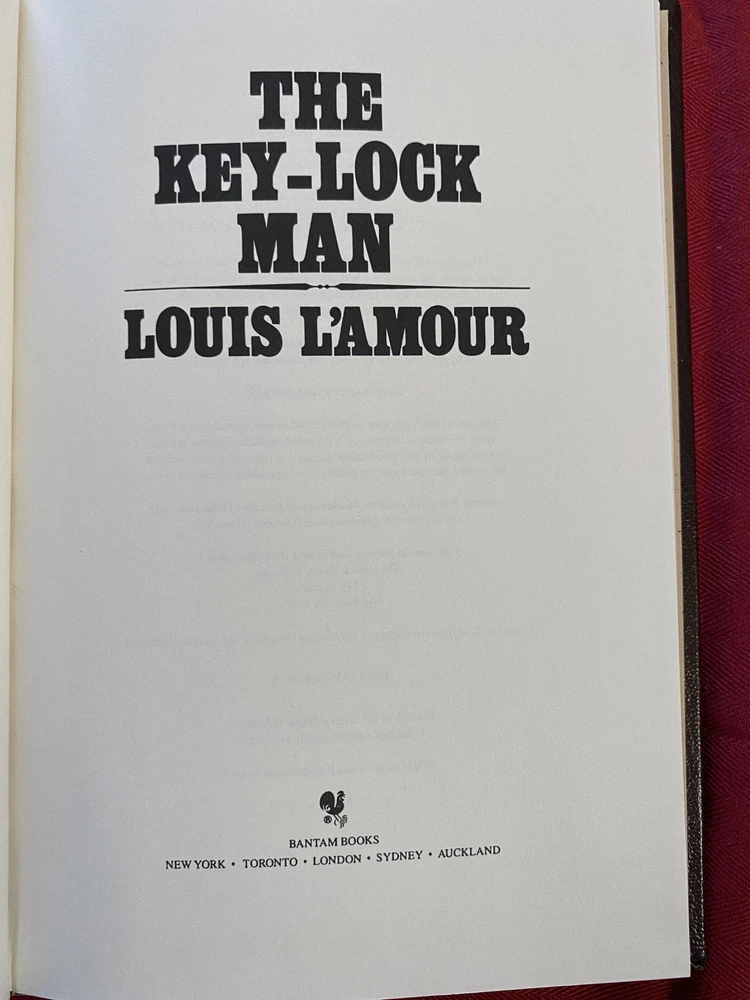 THE
KEY-LOCK
MAN
LOUIS L'AMOUR
®
BANTAM BOOKS
NEW YORK • TORONTO • LONDON • SYDNEY • AUCKLAND